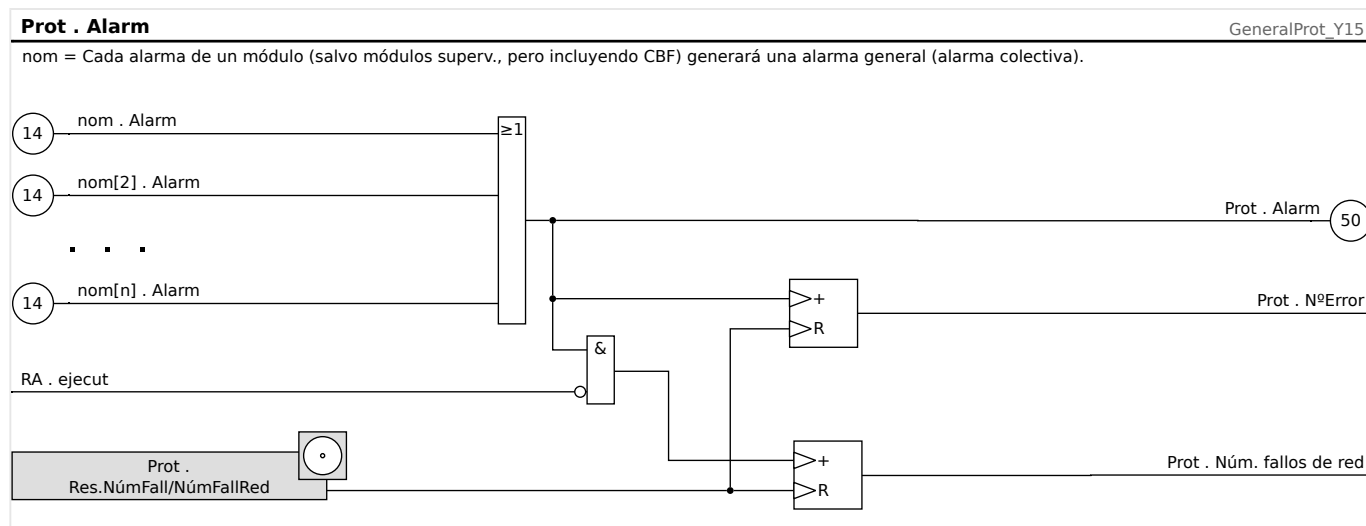 Prot . Alarm
GeneralProt_Y15
nom = Cada alarma de un módulo (salvo módulos superv., pero incluyendo CBF) generará una alarma general (alarma colectiva).
14
nom . Alarm
≥1
14
nom[2] . Alarm
Prot . Alarm
50
. . .
14
nom[n] . Alarm
+
Prot . NºError
R
&
RA . ejecut
Prot .
Res.NúmFall/NúmFallRed
+
Prot . Núm. fallos de red
R